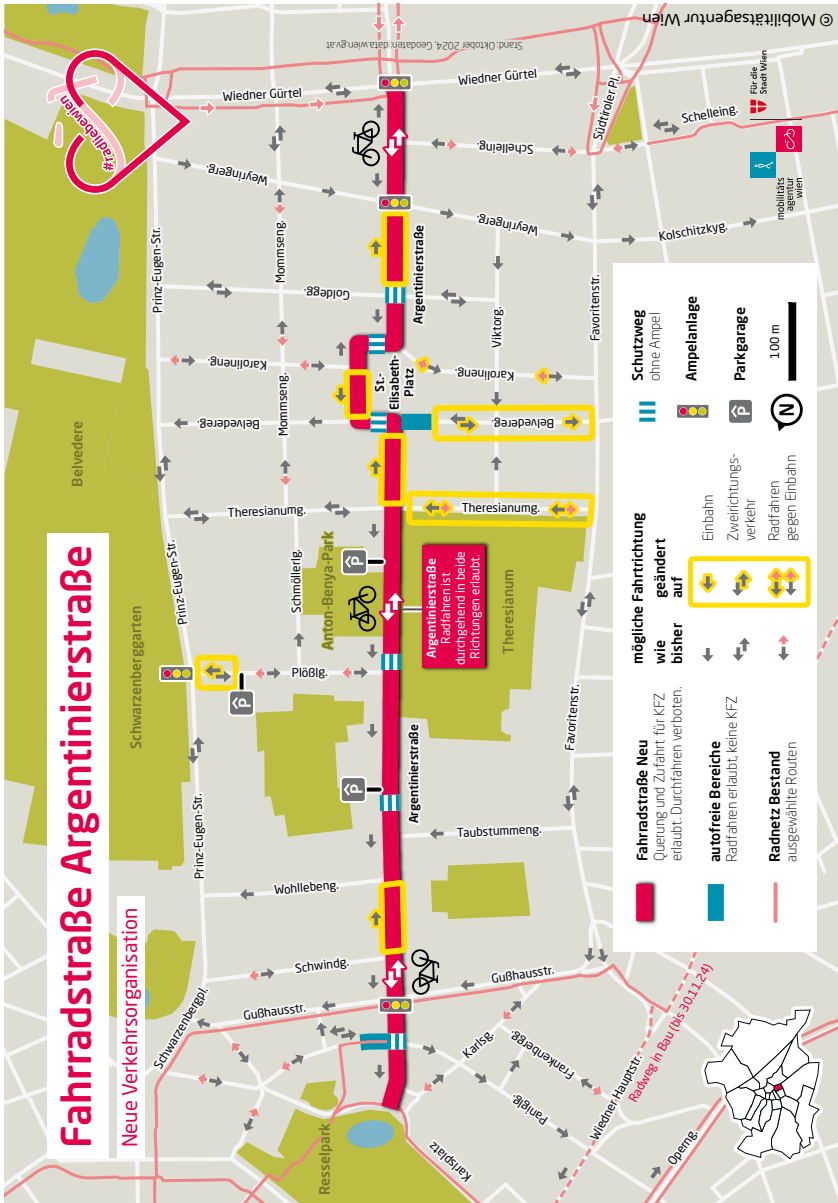 Fahrradstraße Argentinierstraße
Neue Verkehrsorganisation
#radliebewien
Stand: Oktober 2024, Geodaten: data.wien.gv.at
© Mobilitätsagentur Wien
Schwarzenberggarten
Belvedere
Resselpark
Anton-Benya-Park
Theresianum
Schwarzenbergpl.
Prinz-Eugen-Str.
Prinz-Eugen-Str.
Prinz-Eugen-Str.
Wiedner Gürtel
Wiedner Gürtel
Weyringerg.
Weyringerg.
Mommseng.
Mommseng.
Goldegg.
Karolineng.
Karolineng.
Belvedereg.
Belvedereg.
Theresianumg.
Theresianumg.
Schmöllerlg.
Plößlg.
Wohllebeng.
Schwindg.
Gußhausstr.
Gußhausstr.
Argentinierstraße
Argentinierstraße
St.-
Elisabeth-
Platz
Argentinierstraße
Radfahren ist
durchgehend in beide
Richtungen erlaubt.
Taubstummeng.
Favoritenstr.
Favoritenstr.
Viktorg.
Schelleing.
Schelleing.
Südtiroler Pl.
Kolschitzkyg.
Karlsg.
Frankenbergg.
Paniglg.
Karlsplatz
Wiedner Hauptstr.
Radweg in Bau (bis 30.11.24)
Operng.
Fahrradstraße Neu
Querung und Zufahrt für KFZ
erlaubt. Durchfahren verboten.
autofreie Bereiche
Radfahren erlaubt, keine KFZ
Radnetz Bestand
ausgewählte Routen
mögliche Fahrtrichtung
wie
bisher
geändert
auf
Einbahn
Zweirichtungs-
verkehr
Radfahren
gegen Einbahn
Schutzweg
ohne Ampel
Ampelanlage
P
Parkgarage
N
100 m
P
P
P
mobilitäts
agentur
wien
Für die
Stadt Wien